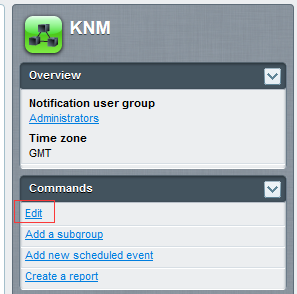 KNM
Overview
Notification user group
Administrators
Time zone
GMT
Commands
Edit
Add a subgroup
Add new scheduled event
Create a report